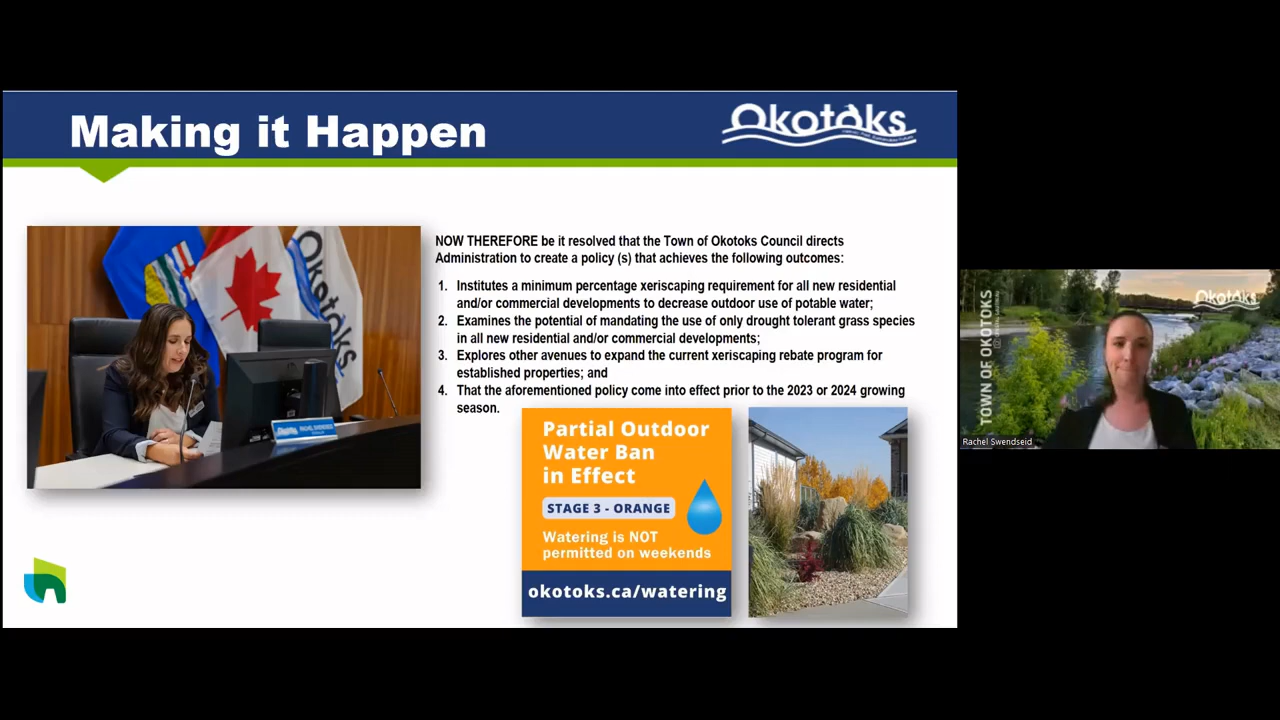 Making it Happen
Okotoks
NOW THEREFORE be it resolved that the Town of Okotoks Council directs
Administration to create a policy (s) that achieves the following outcomes:
1. Institutes a minimum percentage xeriscaping requirement for all new residential
and/or commercial developments to decrease outdoor use of potable water;
2. Examines the potential of mandating the use of only drought tolerant grass species
in all new residential and/or commercial developments;
3. Explores other avenues to expand the current xeriscaping rebate program for
established properties; and
4. That the aforementioned policy come into effect prior to the 2023 or 2024 growing
season.
Okotoks
RACHEL SWENDSEID
Partial Outdoor
Water Ban
in Effect
STAGE 3 - ORANGE
Watering is NOT
permitted on weekends
okotoks.ca/watering
TOWN OF OKOTOKS
Okotoks
Rachel Swendseid